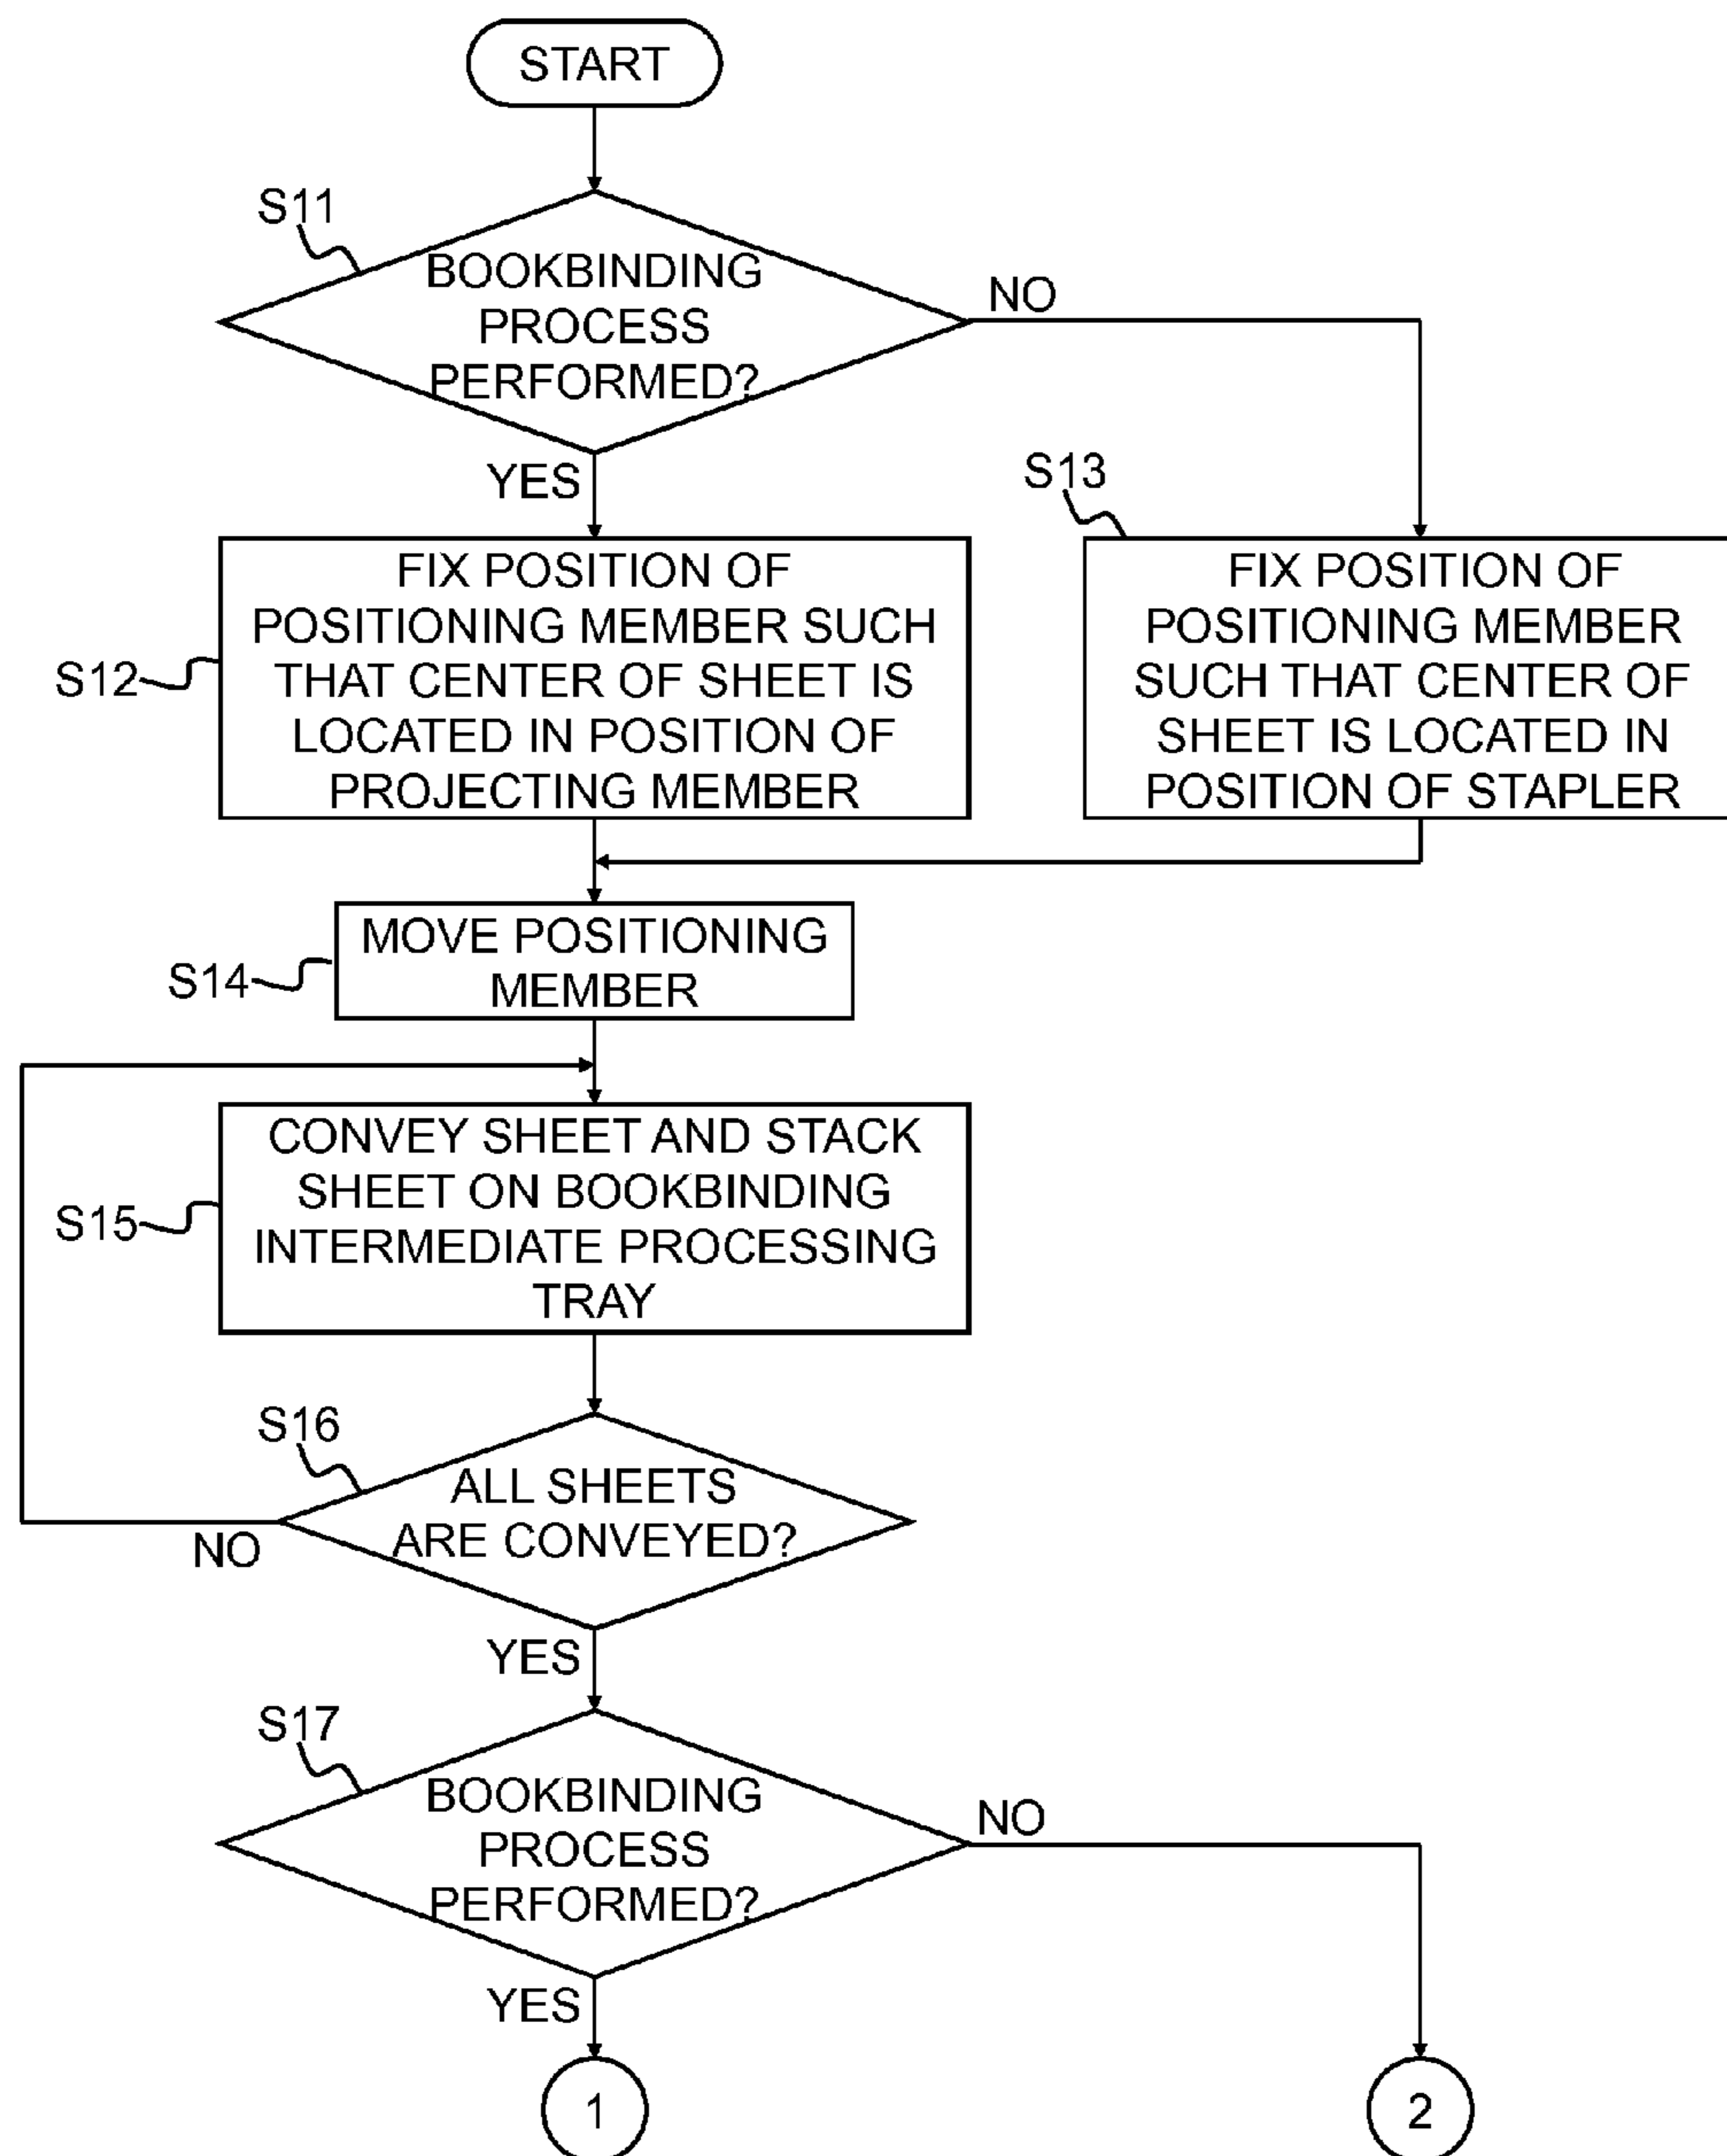 START
S11
BOOKBINDING
PROCESS
PERFORMED?
NO
YES
S12
FIX POSITION OF
POSITIONING MEMBER SUCH
THAT CENTER OF SHEET IS
LOCATED IN POSITION OF
PROJECTING MEMBER
S13
FIX POSITION OF
POSITIONING MEMBER
SUCH THAT CENTER OF
SHEET IS LOCATED IN
POSITION OF STAPLER
S14
MOVE POSITIONING
MEMBER
S15
CONVEY SHEET AND STACK
SHEET ON BOOKBINDING
INTERMEDIATE PROCESSING
TRAY
S16
ALL SHEETS
ARE CONVEYED?
NO
YES
S17
BOOKBINDING
PROCESS
PERFORMED?
NO
YES
1
2